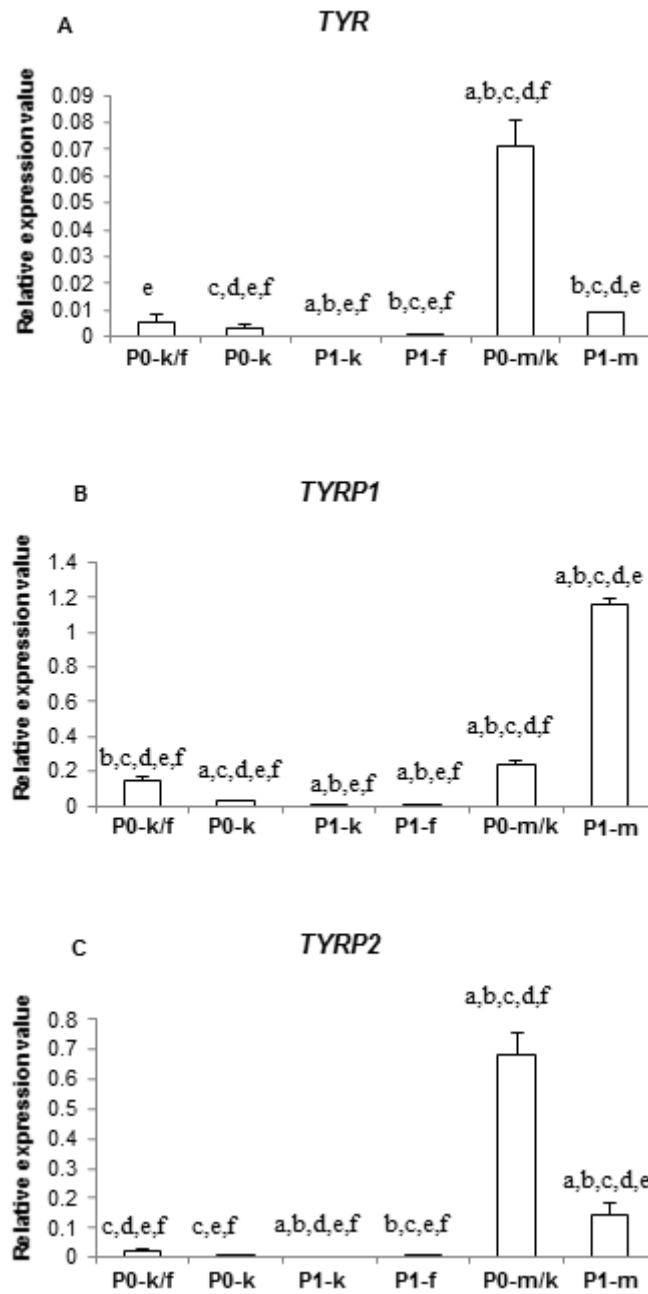 A TYR
Relative expression value
0.09
0.08
0.07
0.06
0.05
0.04
0.03
0.02
0.01
0
e c,d,e,f a,b,e,f b,c,e,f a,b,c,d,f b,c,d,e
P0-k/f P0-k P1-k P1-f P0-m/k P1-m
B TYRP1
Relative expression value
1.4
1.2
1
0.8
0.6
0.4
0.2
0
b,c,d,e,f a,c,d,e,f a,b,e,f a,b,e,f a,b,c,d,f a,b,c,d,e
P0-k/f P0-k P1-k P1-f P0-m/k P1-m
C TYRP2
Relative expression value
0.8
0.7
0.6
0.5
0.4
0.3
0.2
0.1
0
c,d,e,f c,e,f a,b,d,e,f b,c,e,f a,b,c,d,f a,b,c,d,e
P0-k/f P0-k P1-k P1-f P0-m/k P1-m